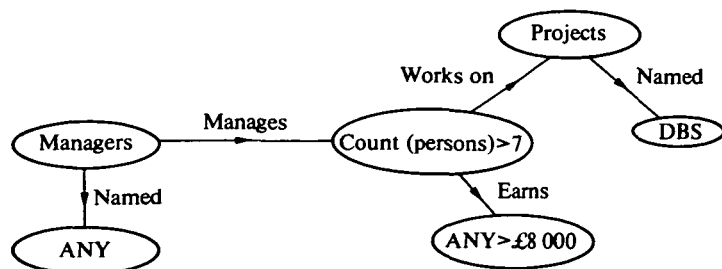 Projects
Works on
Named
Manages
Managers
Count (persons)>7
DBS
Named
Earns
ANY
ANY>£8 000